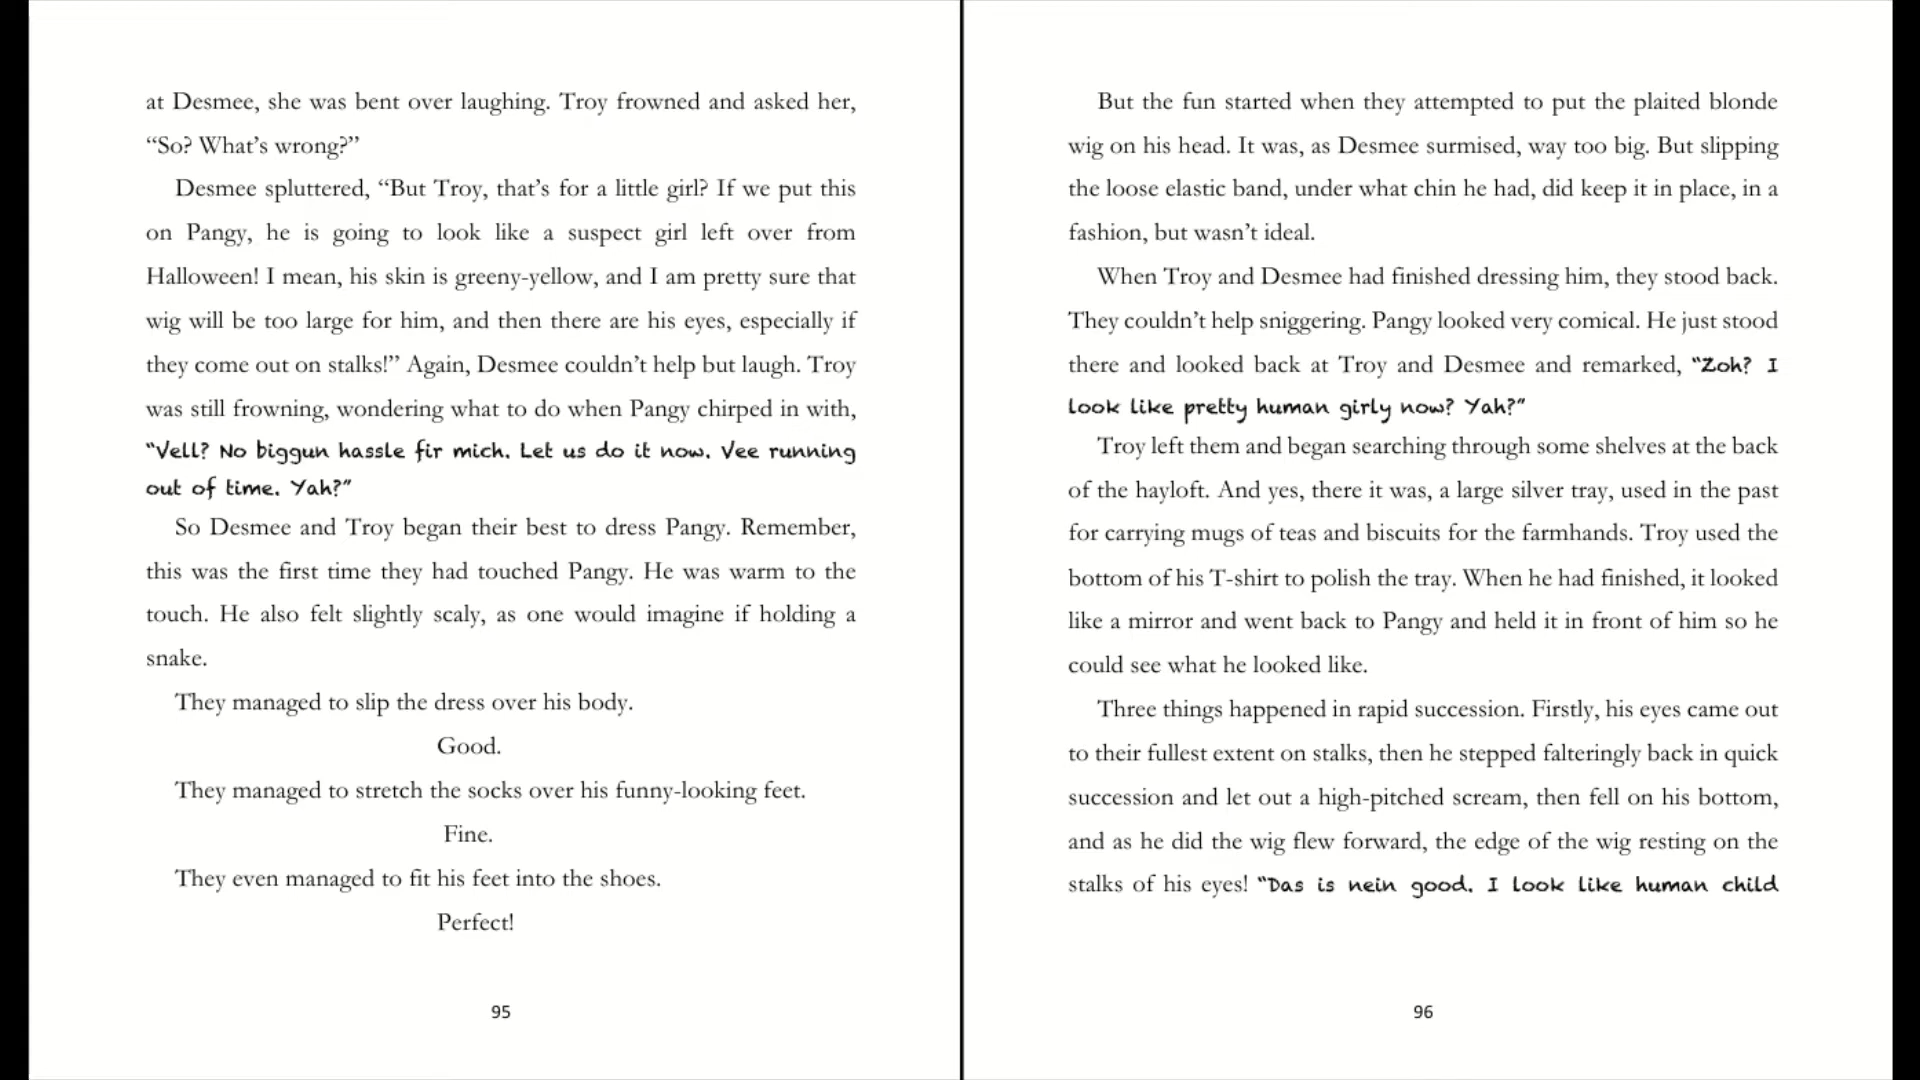 at Desmee, she was bent over laughing. Troy frowned and asked her,
“So? What’s wrong?”
Desmee spluttered, “But Troy, that’s for a little girl? If we put this
on Pangy, he is going to look like a suspect girl left over from
Halloween! I mean, his skin is greeny-yellow, and I am pretty sure that
wig will be too large for him, and then there are his eyes, especially if
they come out on stalks!” Again, Desmee couldn’t help but laugh. Troy
was still frowning, wondering what to do when Pangy chirped in with,
“Vell? No biggun hassle fir mich. Let us do it now. Vee running
out of time. Yah?”
So Desmee and Troy began their best to dress Pangy. Remember,
this was the first time they had touched Pangy. He was warm to the
touch. He also felt slightly scaly, as one would imagine if holding a
snake.
They managed to slip the dress over his body.
Good.
They managed to stretch the socks over his funny-looking feet.
Fine.
They even managed to fit his feet into the shoes.
Perfect!
95
But the fun started when they attempted to put the plaited blonde
wig on his head. It was, as Desmee surmised, way too big. But slipping
the loose elastic band, under what chin he had, did keep it in place, in a
fashion, but wasn’t ideal.
When Troy and Desmee had finished dressing him, they stood back.
They couldn’t help sniggering. Pangy looked very comical. He just stood
there and looked back at Troy and Desmee and remarked, “Zoh? I
look like pretty human girly now? Yah?”
Troy left them and began searching through some shelves at the back
of the hayloft. And yes, there it was, a large silver tray, used in the past
for carrying mugs of teas and biscuits for the farmhands. Troy used the
bottom of his T-shirt to polish the tray. When he had finished, it looked
like a mirror and went back to Pangy and held it in front of him so he
could see what he looked like.
Three things happened in rapid succession. Firstly, his eyes came out
to their fullest extent on stalks, then he stepped falteringly back in quick
succession and let out a high-pitched scream, then fell on his bottom,
and as he did the wig flew forward, the edge of the wig resting on the
stalks of his eyes! “Das is nein good. I look like human child
96